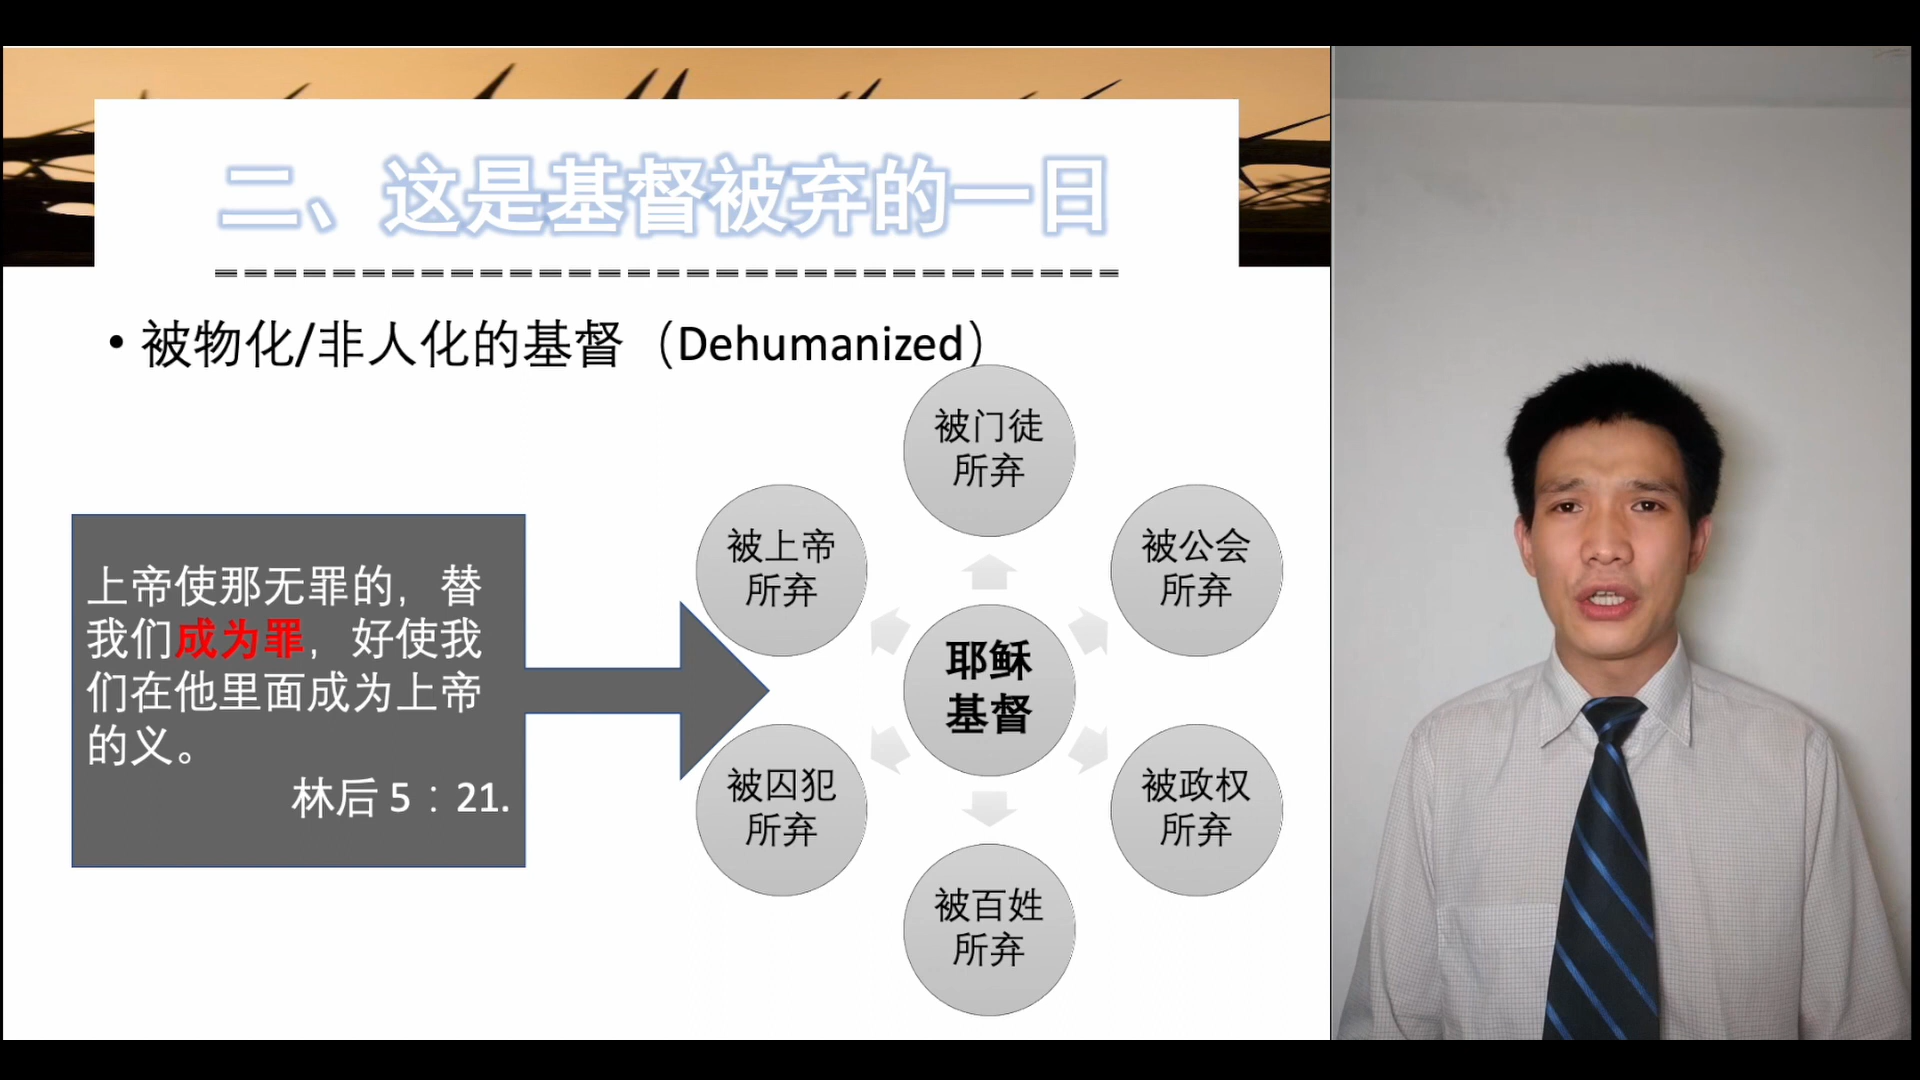 二、这是基督被弃的一日
• 被物化/非人化的基督（Dehumanized）
上帝使那无罪的，替
我们成为罪，好使我
们在他里面成为上帝
的义。
林后 5：21.
被门徒
所弃
被上帝
所弃
被公会
所弃
耶稣
基督
被囚犯
所弃
被政权
所弃
被百姓
所弃